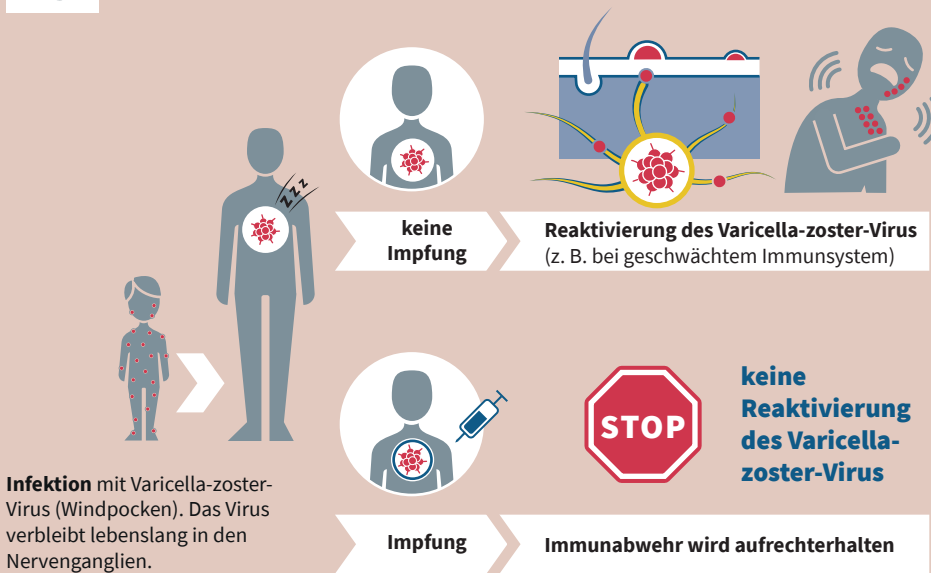 zzz
keine
Impfung
Reaktivierung des Varicella-zoster-Virus
(z. B. bei geschwächtem Immunsystem)
Infektion mit Varicella-zoster-
Virus (Windpocken). Das Virus
verbleibt lebenslang in den
Nervenganglien.
STOP
keine
Reaktivierung
des Varicella-
zoster-Virus
Impfung
Immunabwehr wird aufrechterhalten